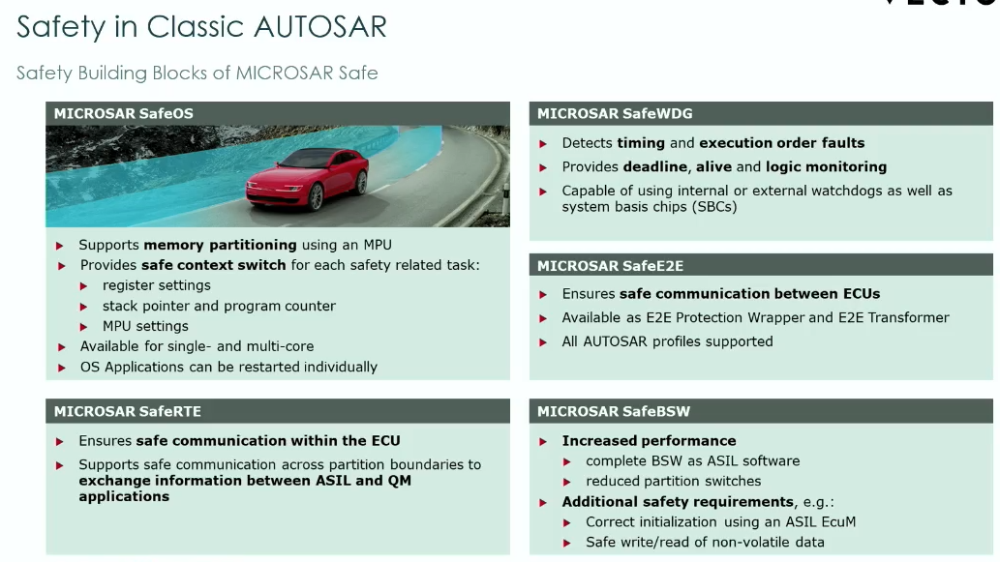 Safety in Classic AUTOSAR
Safety Building Blocks of MICROSAR Safe
MICROSAR SafeOS
Supports memory partitioning using an MPU
Provides safe context switch for each safety related task:
register settings
stack pointer and program counter
MPU settings
Available for single- and multi-core
OS Applications can be restarted individually
MICROSAR SafeWDG
Detects timing and execution order faults
Provides deadline, alive and logic monitoring
Capable of using internal or external watchdogs as well as
system basis chips (SBCs)
MICROSAR SafeE2E
Ensures safe communication between ECUs
Available as E2E Protection Wrapper and E2E Transformer
All AUTOSAR profiles supported
MICROSAR SafeRTE
Ensures safe communication within the ECU
Supports safe communication across partition boundaries to
exchange information between ASIL and QM
applications
MICROSAR SafeBSW
Increased performance
complete BSW as ASIL software
reduced partition switches
Additional safety requirements, e.g.:
Correct initialization using an ASIL EcuM
Safe write/read of non-volatile data